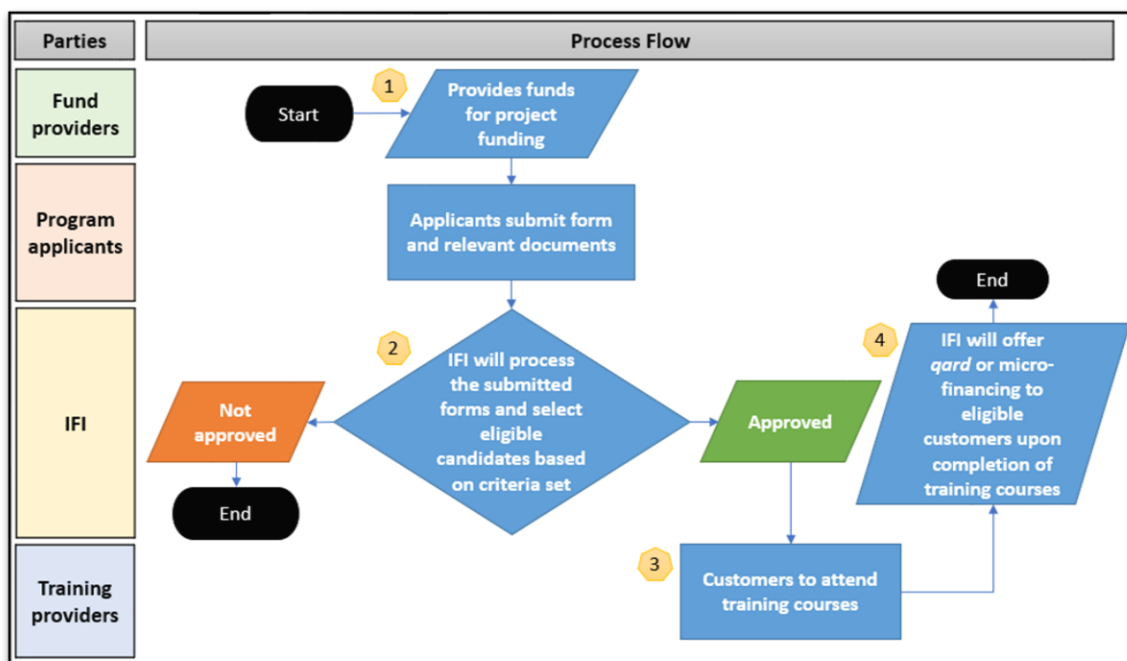 Parties
Process Flow
Fund
providers
Start
1
Provides funds
for project
funding
Program
applicants
Applicants submit form
and relevant documents
End
IFI
2
IFI will process
the submitted
forms and select
eligible
candidates based
on criteria set
Not
approved
End
Approved
4
IFI will offer
qard or micro-
financing to
eligible
customers upon
completion of
training courses
Training
providers
3
Customers to attend
training courses